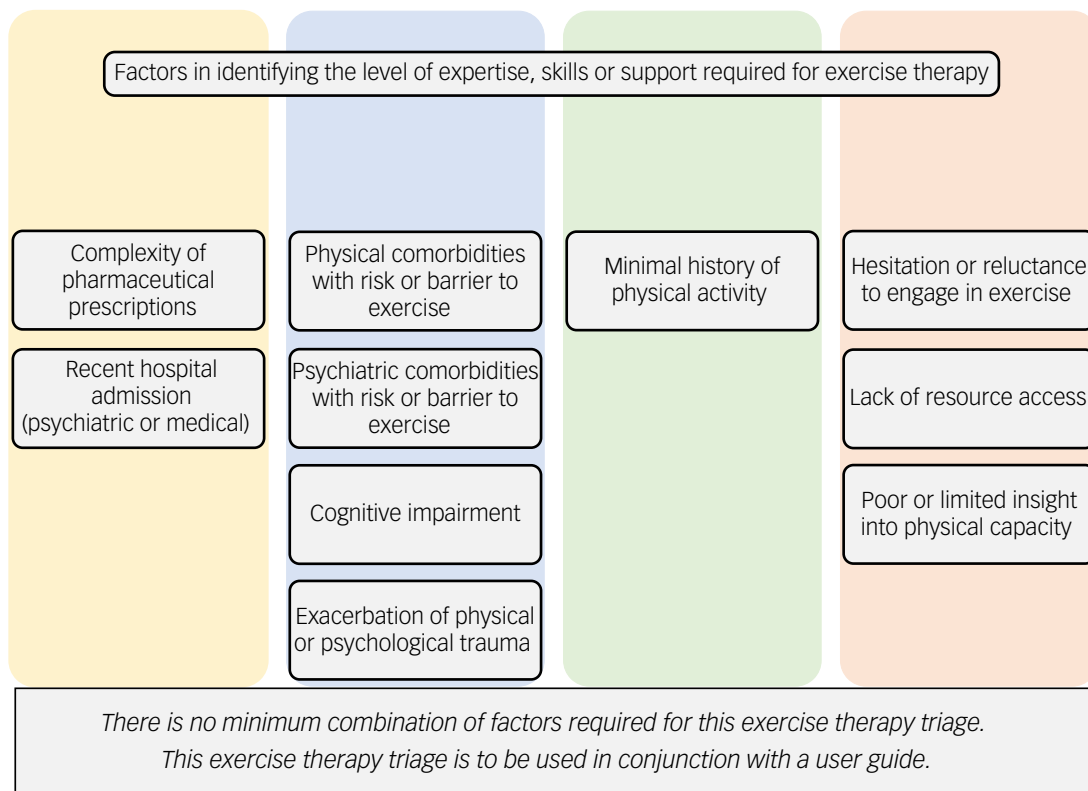 Factors in identifying the level of expertise, skills or support required for exercise therapy
Complexity of
pharmaceutical
prescriptions
Recent hospital
admission
(psychiatric or medical)
Physical comorbidities
with risk or barrier to
exercise
Psychiatric comorbidities
with risk or barrier to
exercise
Cognitive impairment
Exacerbation of physical
or psychological trauma
Minimal history of
physical activity
Hesitation or reluctance
to engage in exercise
Lack of resource access
Poor or limited insight
into physical capacity
There is no minimum combination of factors required for this exercise therapy triage.
This exercise therapy triage is to be used in conjunction with a user guide.